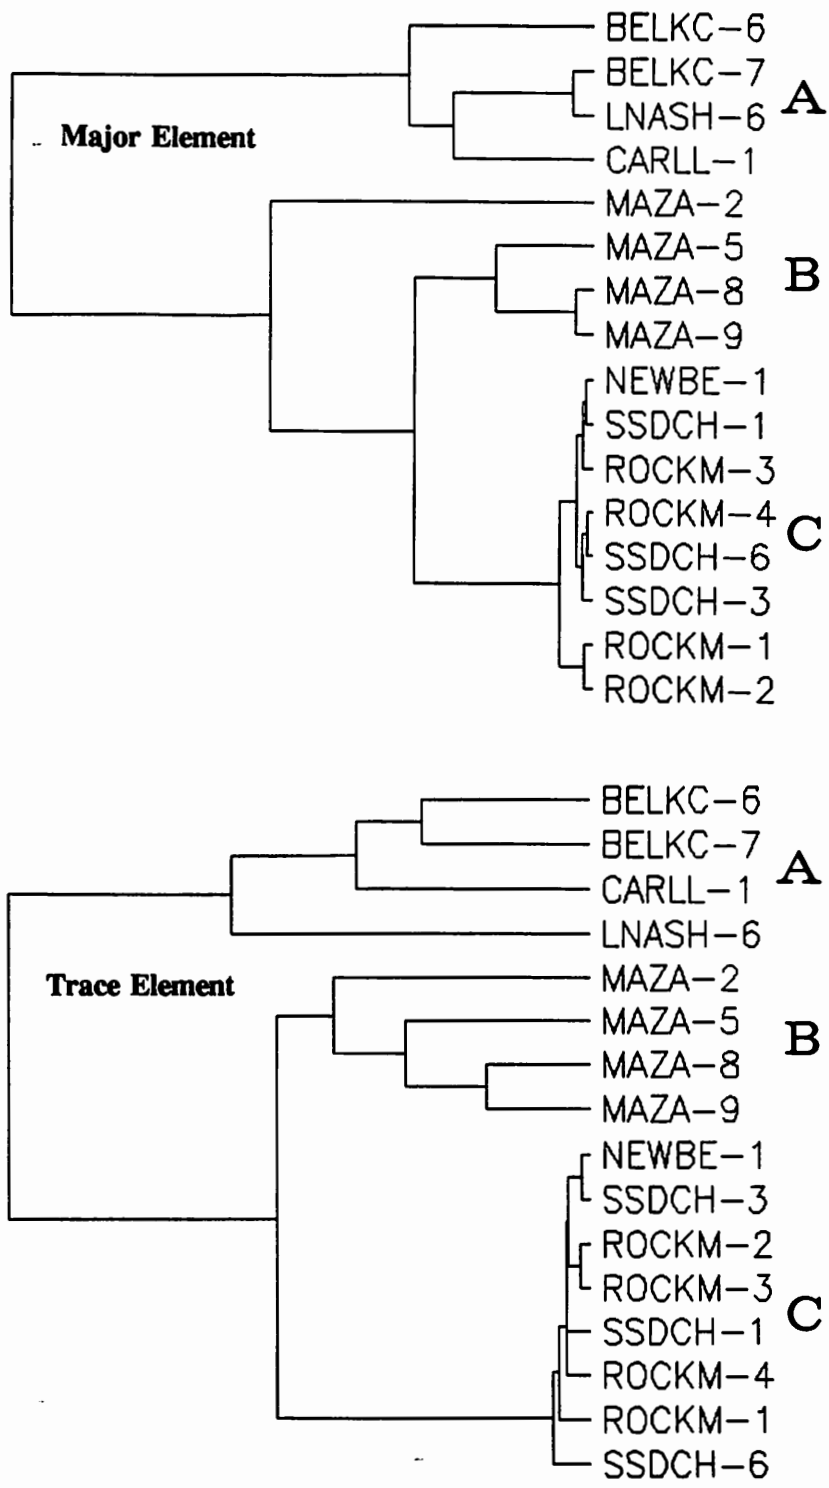 BELKC-6
BELKC-7
A
LNASH-6
Major Element
CARLL-1
MAZA-2
MAZA-5
B
MAZA-8
MAZA-9
NEWBE-1
SSDCH-1
ROCKM-3
ROCKM-4
C
SSDCH-6
SSDCH-3
ROCKM-1
ROCKM-2
BELKC-6
BELKC-7
A
CARLL-1
LNASH-6
Trace Element
MAZA-2
MAZA-5
B
MAZA-8
MAZA-9
NEWBE-1
SSDCH-3
ROCKM-2
ROCKM-3
C
SSDCH-1
ROCKM-4
ROCKM-1
SSDCH-6